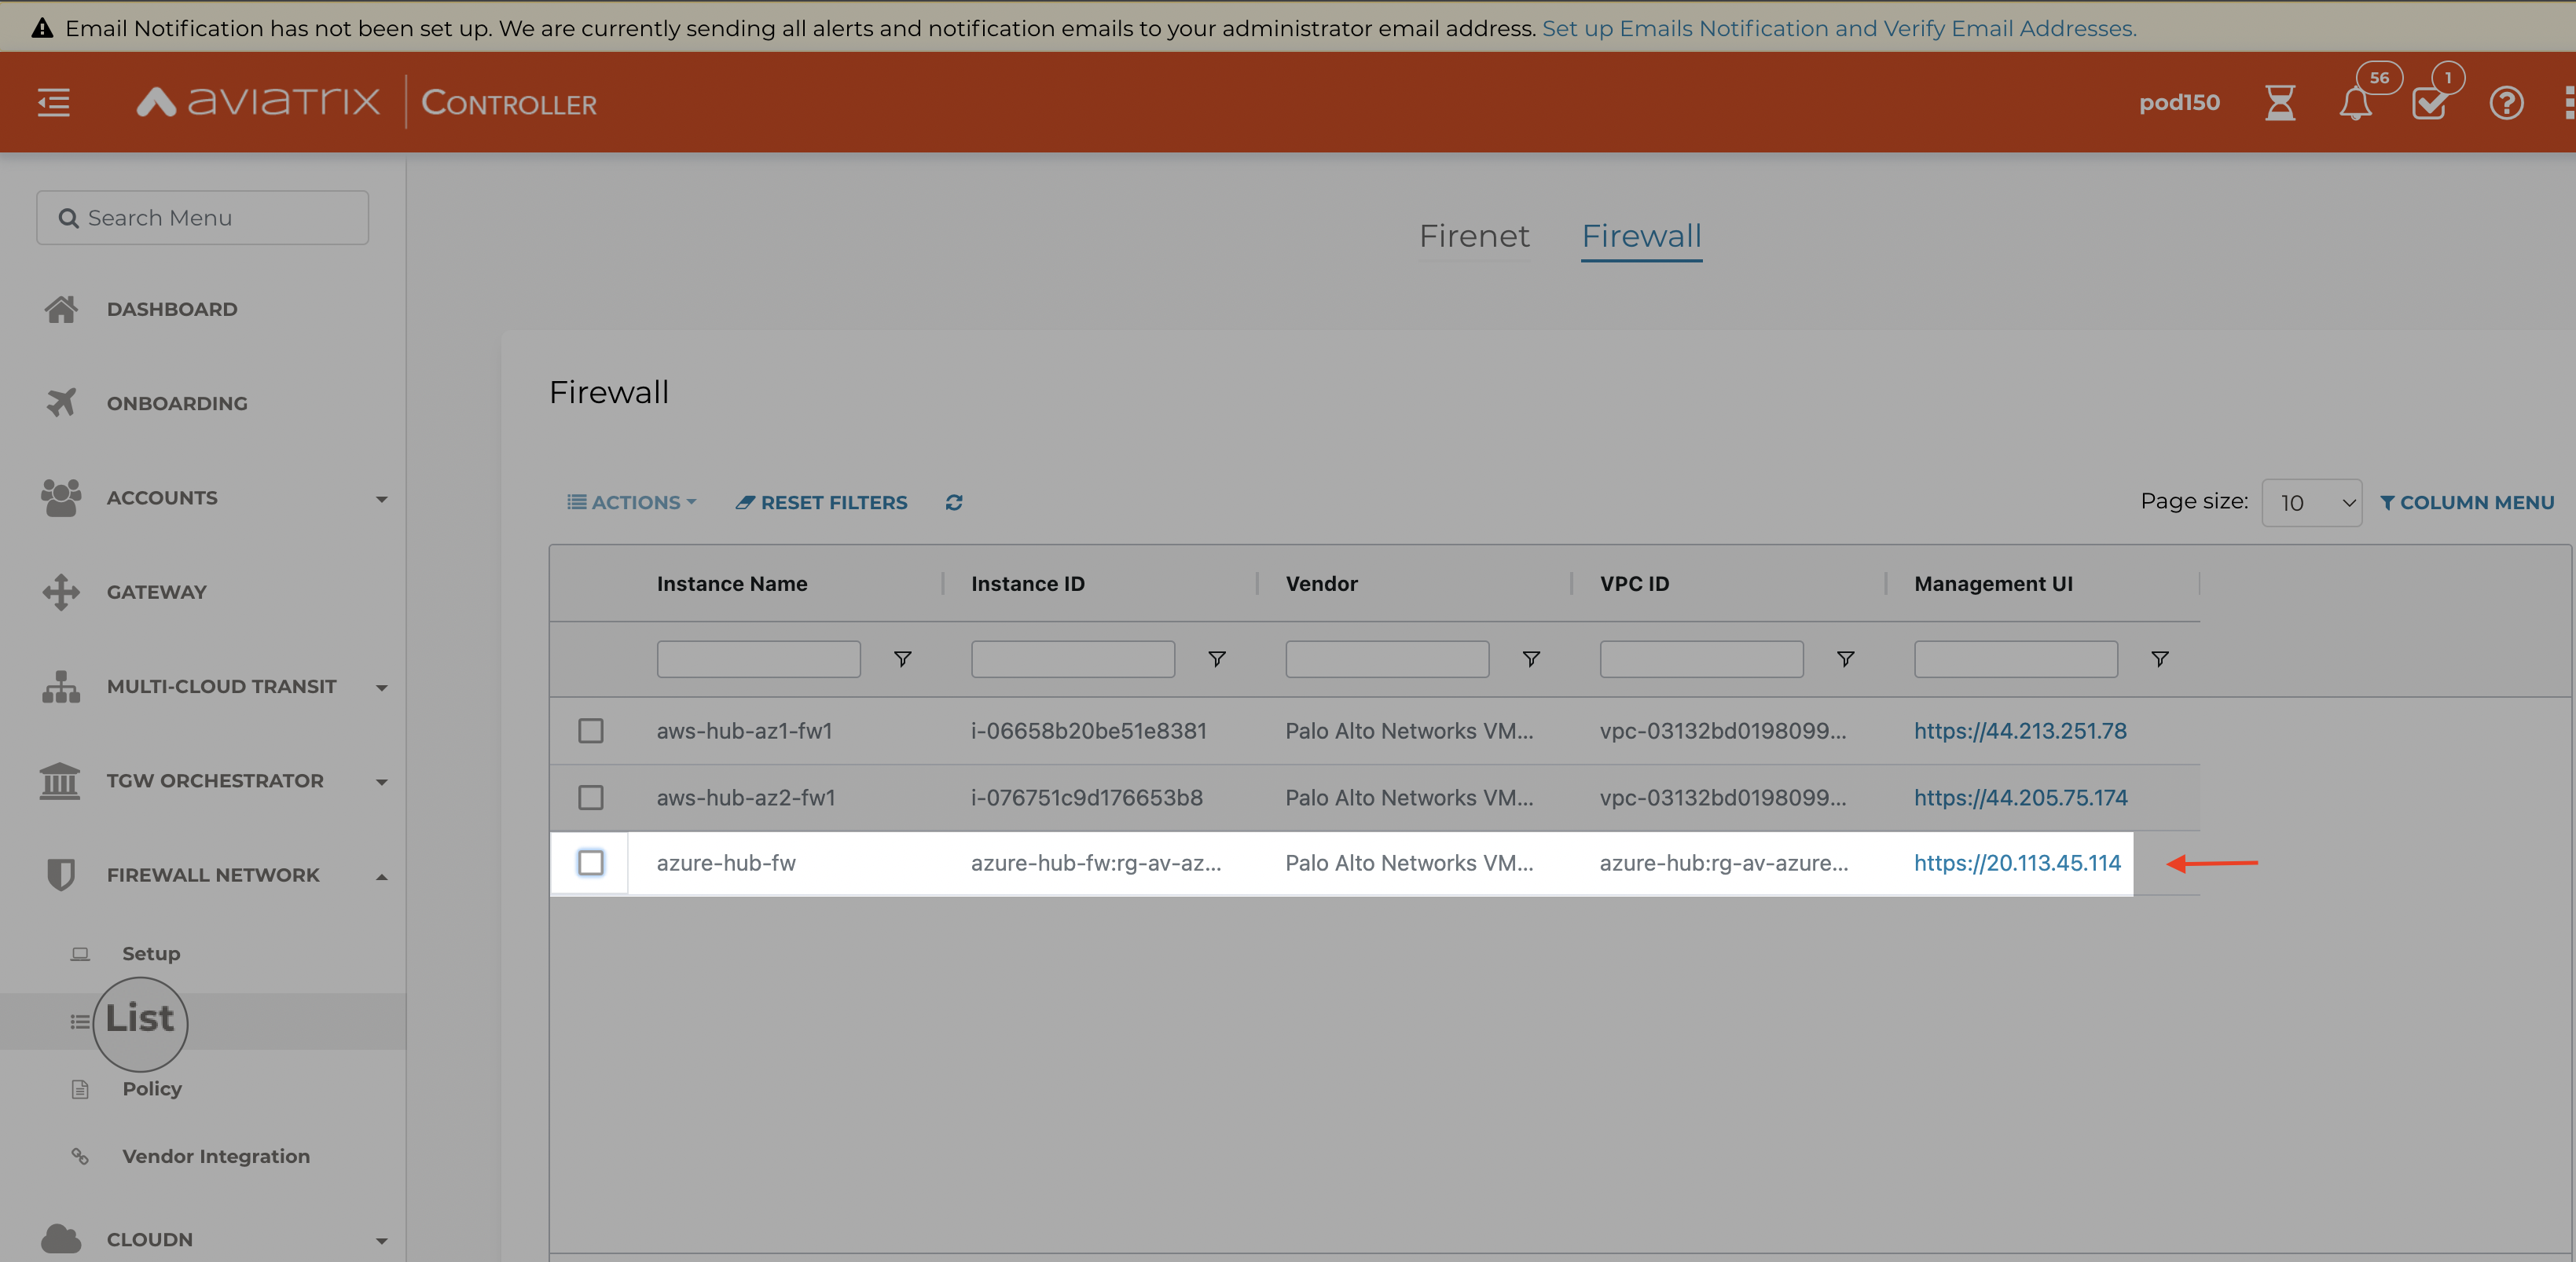 Email Notification has not been set up. We are currently sending all alerts and notification emails to your administrator email address. Set up Emails Notification and Verify Email Addresses.
aviatrix CONTROLLER
pod150
56
1
Search Menu
Firenet Firewall
DASHBOARD
ONBOARDING
ACCOUNTS
GATEWAY
MULTI-CLOUD TRANSIT
TGW ORCHESTRATOR
FIREWALL NETWORK
Setup
List
Policy
Vendor Integration
CLOUDN
Firewall
ACTIONS RESET FILTERS Page size: 10 COLUMN MENU
Instance Name Instance ID Vendor VPC ID Management UI
aws-hub-az1-fw1 i-06658b20be51e8381 Palo Alto Networks VM... vpc-03132bd0198099... https://44.213.251.78
aws-hub-az2-fw1 i-076751c9d176653b8 Palo Alto Networks VM... vpc-03132bd0198099... https://44.205.75.174
azure-hub-fw azure-hub-fw:rg-av-az... Palo Alto Networks VM... azure-hub:rg-av-azure... https://20.113.45.114